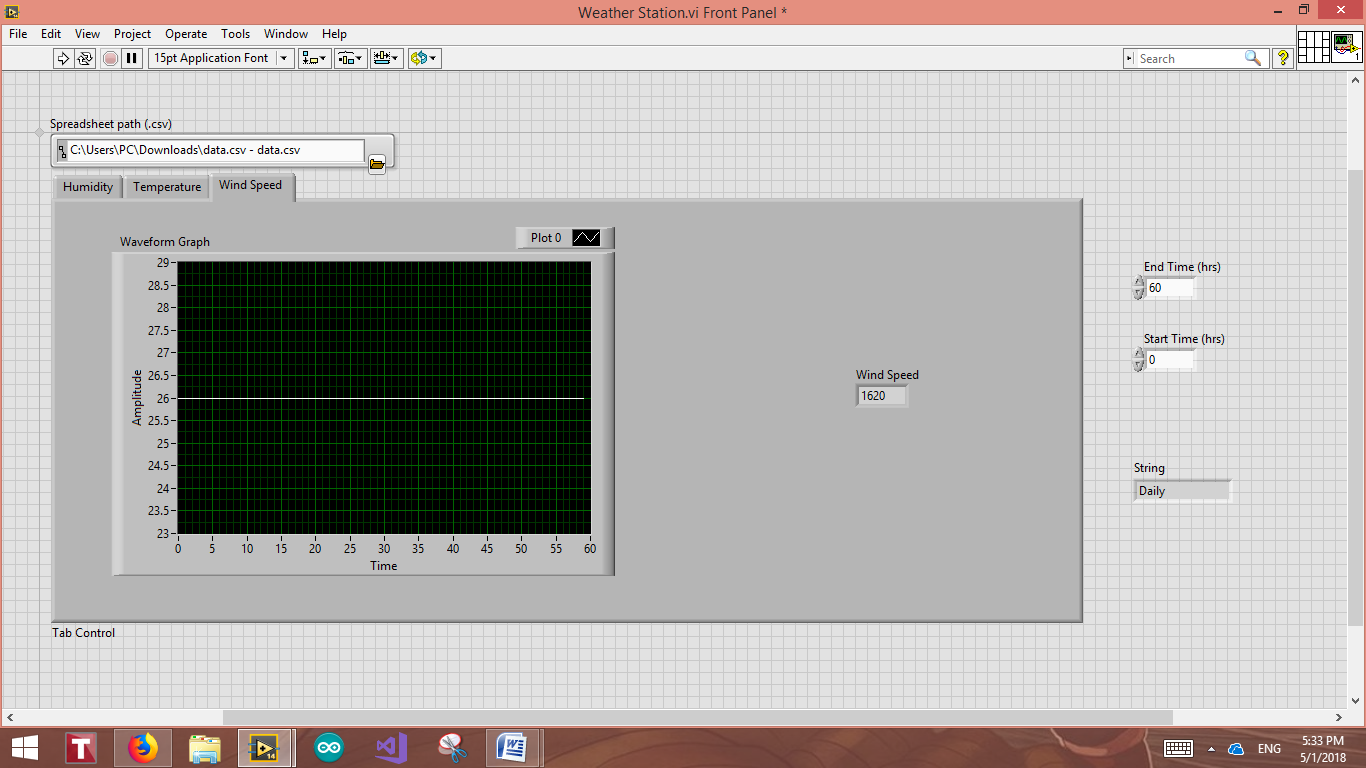 Weather Station.vi Front Panel *
File Edit View Project Operate Tools Window Help
15pt Application Font
Search
?
1
Spreadsheet path (.csv)
C:\Users\PC\Downloads\data.csv - data.csv
Humidity Temperature Wind Speed
Waveform Graph
Plot 0
29
28.5
28
27.5
27
26.5
26
25.5
25
24.5
24
23.5
23
Amplitude
0 5 10 15 20 25 30 35 40 45 50 55 60
Time
Wind Speed
1620
End Time (hrs)
60
Start Time (hrs)
0
String
Daily
Tab Control
T
14
W
ENG
5:33 PM
5/1/2018